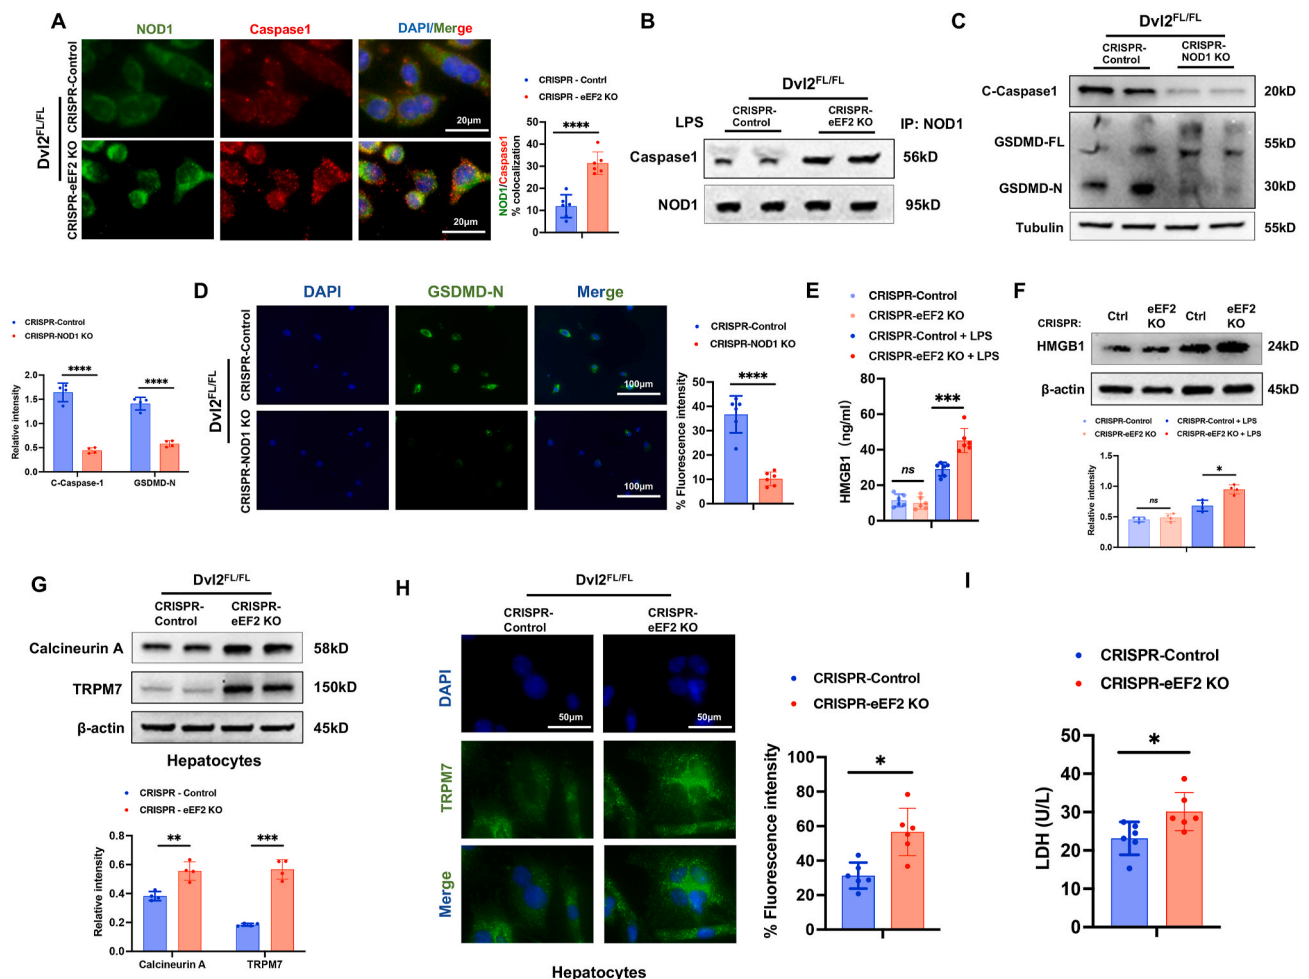 A
NOD1
Caspase1
DAPI/Merge
Dvl2FL/FL
CRISPR-Control
CRISPR-eEF2 KO
20μm
20μm
CRISPR - Contrl
CRISPR - eEF2 KO
****
50
40
30
20
10
0
NOD1/Caspase1
% colocalization
B
Dvl2FL/FL
LPS
CRISPR-
Control
CRISPR-
eEF2 KO
IP: NOD1
Caspase1
56kD
NOD1
95kD
C
Dvl2FL/FL
CRISPR-
Control
CRISPR-
NOD1 KO
C-Caspase1
20kD
GSDMD-FL
55kD
GSDMD-N
30kD
Tubulin
55kD
CRISPR-Control
CRISPR-NOD1 KO
****
****
2.0
1.5
1.0
0.5
0.0
Relative intensity
C-Caspase-1
GSDMD-N
D
DAPI
GSDMD-N
Merge
Dvl2FL/FL
CRISPR-Control
CRISPR-NOD1 KO
100μm
100μm
CRISPR-Control
CRISPR-NOD1 KO
****
50
40
30
20
10
0
% Fluorescence intensity
E
CRISPR-Control
CRISPR-eEF2 KO
CRISPR-Control + LPS
CRISPR-eEF2 KO + LPS
80
60
40
20
0
HMGB1 (ng/ml)
ns
***
F
CRISPR:
Ctrl
eEF2
KO
Ctrl
eEF2
KO
HMGB1
24kD
β-actin
45kD
CRISPR-Control
CRISPR-Control + LPS
CRISPR-eEF2 KO
CRISPR-eEF2 KO + LPS
1.5
1.0
0.5
0.0
Relative intensity
ns
*
G
Dvl2FL/FL
CRISPR-
Control
CRISPR-
eEF2 KO
Calcineurin A
58kD
TRPM7
150kD
β-actin
45kD
Hepatocytes
CRISPR - Control
CRISPR - eEF2 KO
0.8
0.6
0.4
0.2
0.0
Relative intensity
**
***
Calcineurin A
TRPM7
H
Dvl2FL/FL
CRISPR-
Control
CRISPR-
eEF2 KO
DAPI
50μm
50μm
TRPM7
Merge
Hepatocytes
CRISPR-Control
CRISPR-eEF2 KO
100
80
60
40
20
0
% Fluorescence intensity
*
I
CRISPR-Control
CRISPR-eEF2 KO
50
40
30
20
10
0
LDH (U/L)
*